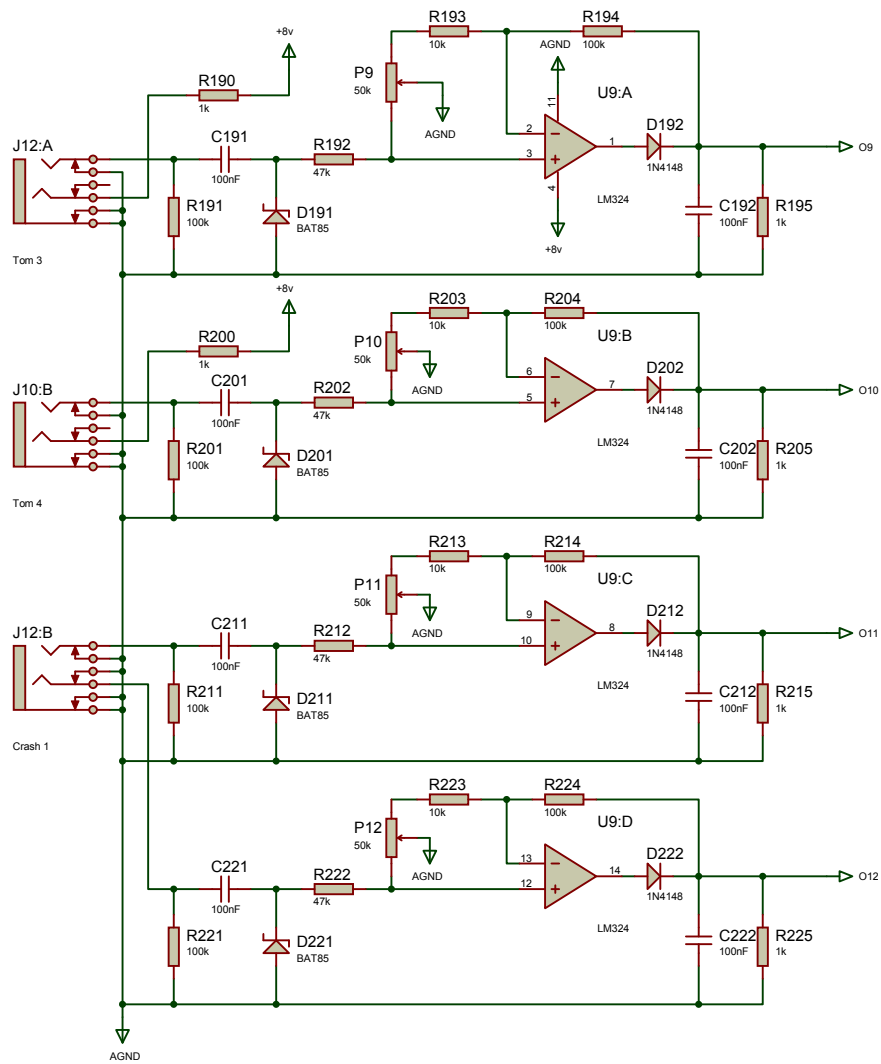 +8v
R190
1k
J12:A
Tom 3
C191
100nF
R191
100k
D191
BAT85
R192
47k
P9
50k
AGND
R193
10k
R194
100k
AGND
11
2
3
1
4
+8v
U9:A
LM324
D192
1N4148
C192
100nF
R195
1k
O9
+8v
R200
1k
J10:B
Tom 4
C201
100nF
R201
100k
D201
BAT85
R202
47k
P10
50k
AGND
R203
10k
R204
100k
6
5
7
U9:B
LM324
D202
1N4148
C202
100nF
R205
1k
O10
J12:B
Crash 1
C211
100nF
R211
100k
D211
BAT85
R212
47k
P11
50k
AGND
R213
10k
R214
100k
9
10
8
U9:C
LM324
D212
1N4148
C212
100nF
R215
1k
O11
C221
100nF
R221
100k
D221
BAT85
R222
47k
P12
50k
AGND
R223
10k
R224
100k
13
12
14
U9:D
LM324
D222
1N4148
C222
100nF
R225
1k
O12
AGND